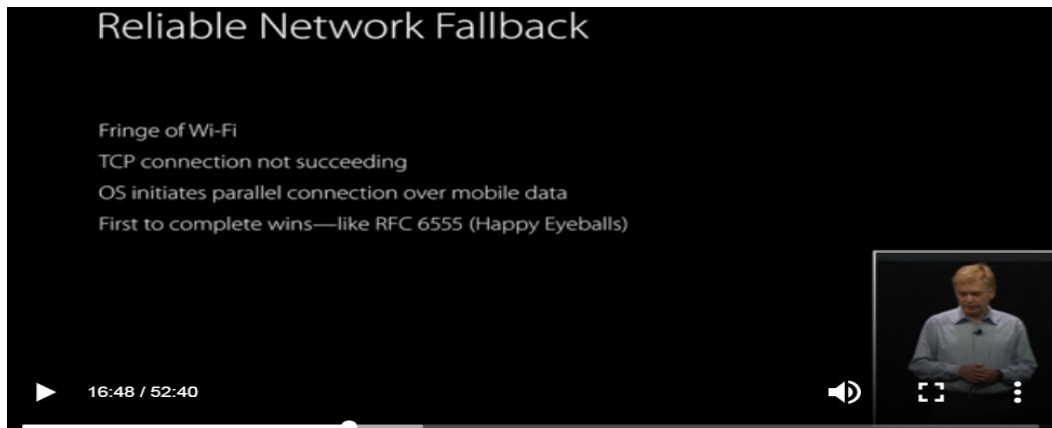 Reliable Network Fallback
Fringe of Wi-Fi
TCP connection not succeeding
OS initiates parallel connection over mobile data
First to complete wins—like RFC 6555 (Happy Eyeballs)
16:48 / 52:40